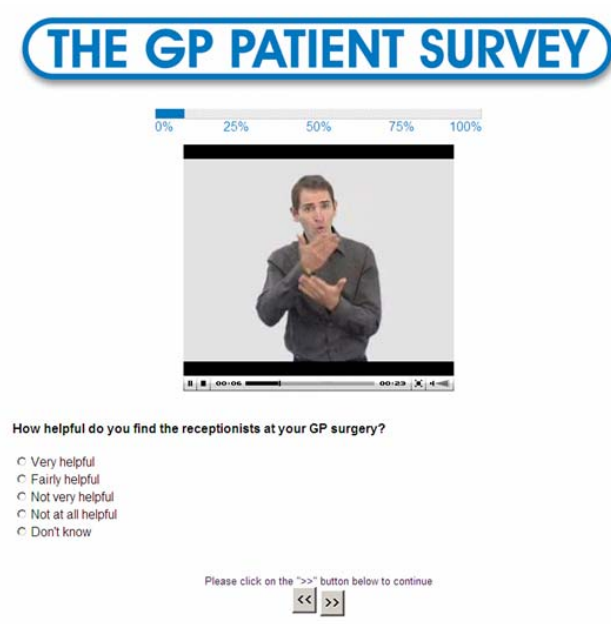 THE GP PATIENT SURVEY
0% 25% 50% 75% 100%
00:06 00:23
How helpful do you find the receptionists at your GP surgery?
Very helpful
Fairly helpful
Not very helpful
Not at all helpful
Don't know
Please click on the ">>" button below to continue
<< >>